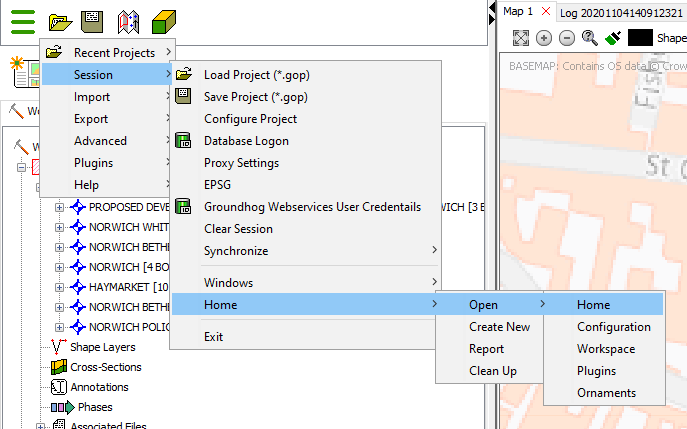 Map 1
Log 20201104140912321
Shape
BASEMAP: Contains OS data © Crow
St
Recent Projects
Session
Import
Export
Advanced
Plugins
Help
Load Project (*.gop)
Save Project (*.gop)
Configure Project
Database Logon
Proxy Settings
EPSG
Groundhog Webservices User Credentails
Clear Session
Synchronize
Windows
Home
Exit
Open
Create New
Report
Clean Up
Home
Configuration
Workspace
Plugins
Ornaments
PROPOSED DEVE
NORWICH [3 B
NORWICH WHIT
NORWICH BETH
NORWICH [4 BO
HAYMARKET [10
NORWICH BETH
NORWICH POLIC
Shape Layers
Cross-Sections
Annotations
Phases
Associated Files